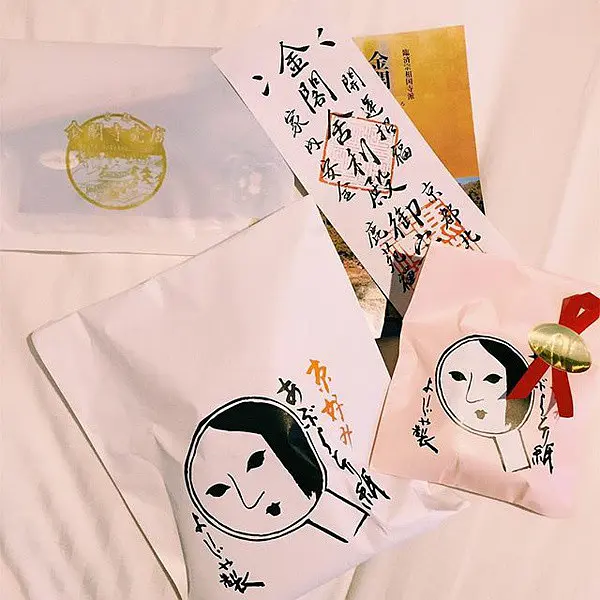 金閣寺
金閣舎利殿御守護
開運招福
家内安全
京都北山
鹿苑禅寺
金閣
臨済宗相国寺派
京好み
あぶらとり紙
よーじや製
あぶらとり紙
よーじや製